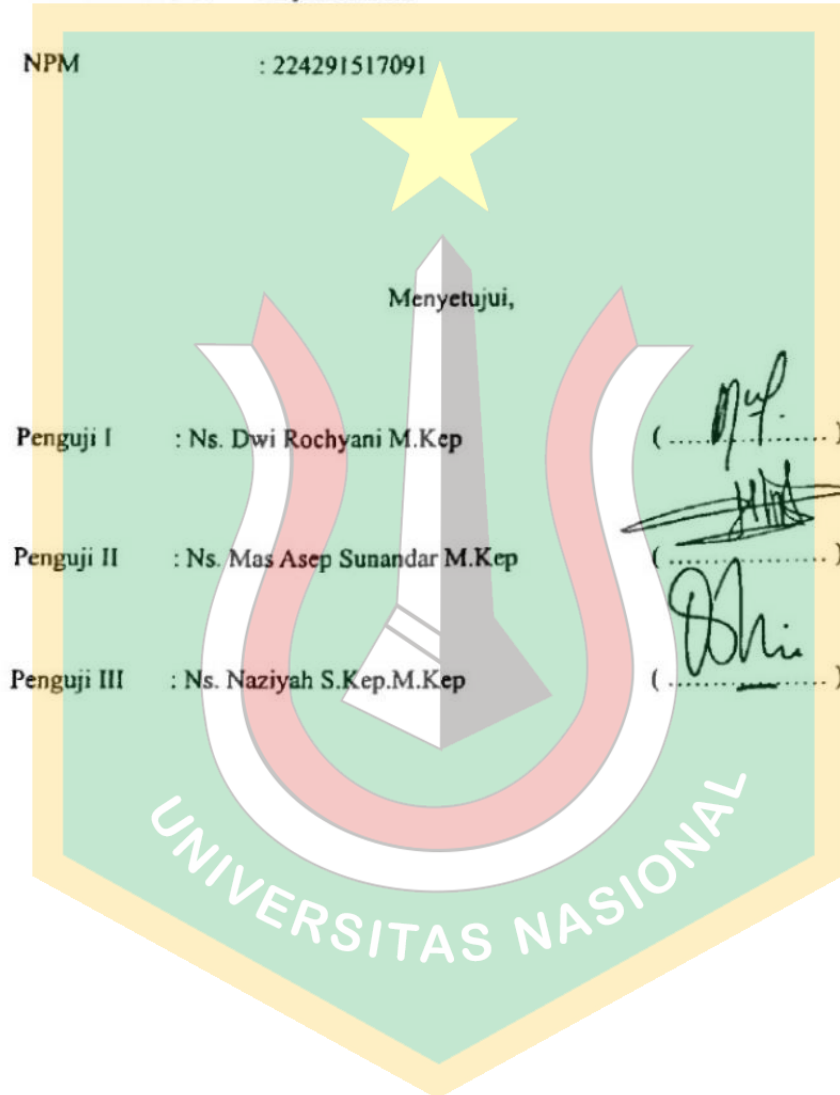 NPM : 224291517091
Menyetujui,
Penguji I : Ns. Dwi Rochyani M.Kep (.....................)
Penguji II : Ns. Mas Asep Sunandar M.Kep (.....................)
Penguji III : Ns. Naziyah S.Kep.M.Kep (.....................)
UNIVERSITAS NASIONAL